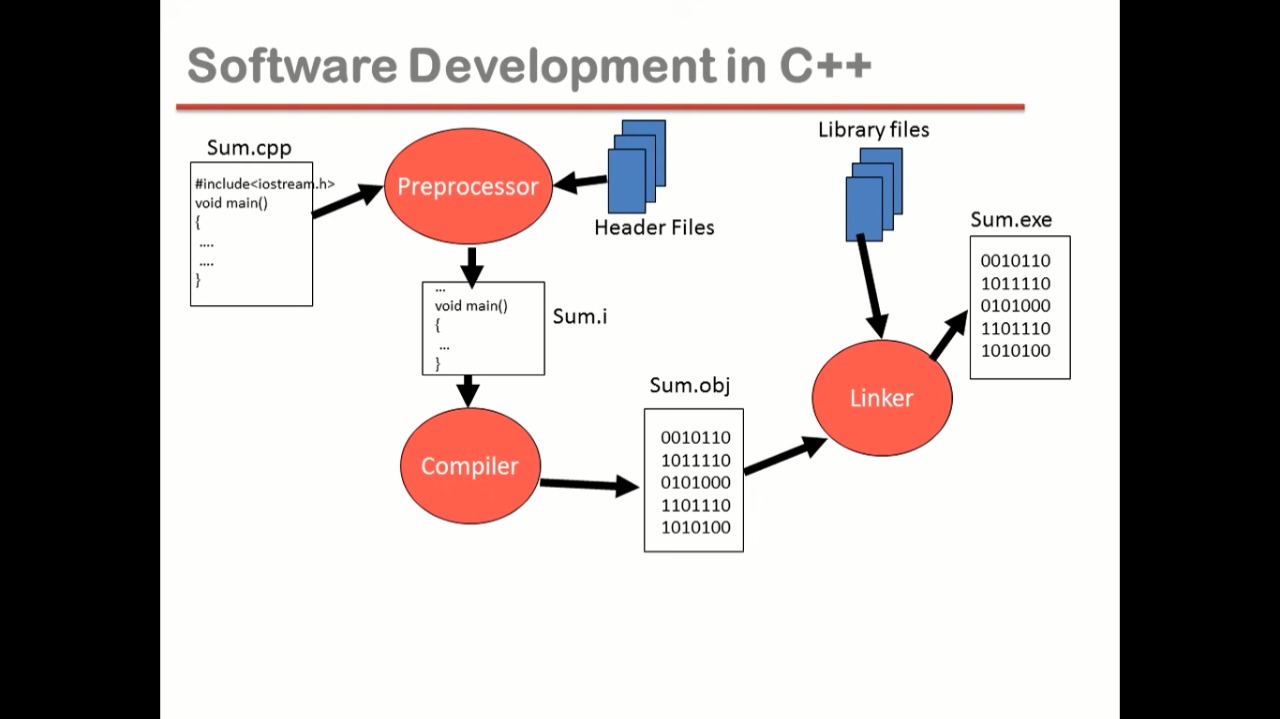 Software Development in C++
Sum.cpp
#include<iostream.h>
void main()
{
....
....
}
Preprocessor
Header Files
...
void main()
{
...
}
Sum.i
Compiler
Sum.obj
0010110
1011110
0101000
1101110
1010100
Library files
Linker
Sum.exe
0010110
1011110
0101000
1101110
1010100